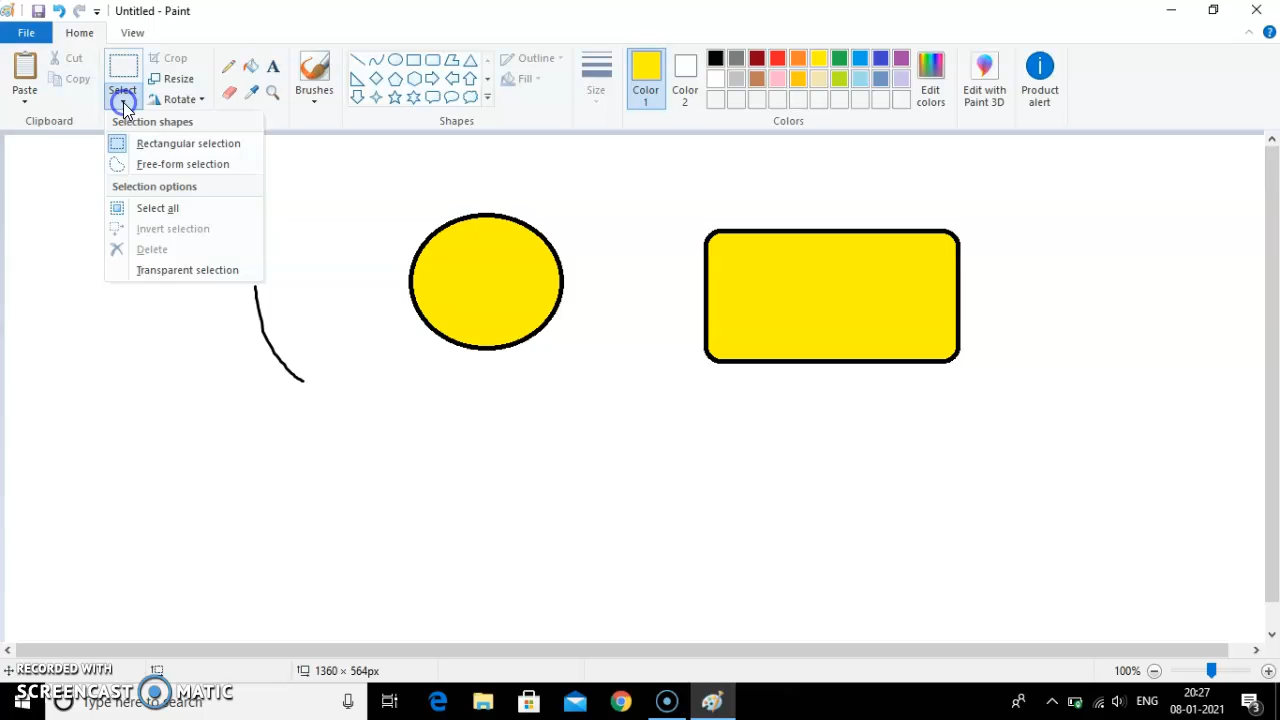 Untitled - Paint
File
Home
View
Paste
Cut
Copy
Clipboard
Select
Crop
Resize
Rotate
A
Brushes
Shapes
Outline
Fill
Size
Color 1
Color 2
Colors
Edit colors
Edit with Paint 3D
Product alert
Selection shapes
Rectangular selection
Free-form selection
Selection options
Select all
Invert selection
Delete
Transparent selection
1360 × 564px
100%
RECORDED WITH
SCREENCAST MATIC
Type here to search
ENG
20:27
08-01-2021
3